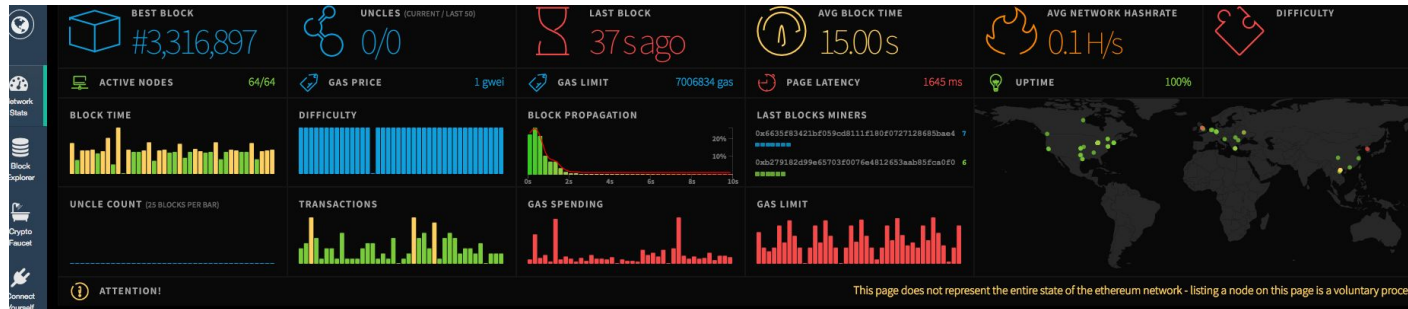 BEST BLOCK
#3,316,897
UNCLES (CURRENT / LAST 50)
0/0
LAST BLOCK
37 s ago
AVG BLOCK TIME
15.00 s
AVG NETWORK HASHRATE
0.1 H/s
DIFFICULTY
ACTIVE NODES 64/64
GAS PRICE 1 gwei
GAS LIMIT 7006834 gas
PAGE LATENCY 1645 ms
UPTIME 100%
etwork
State
Block
Explorer
Crypto
Faucet
Connect
Yourself
BLOCK TIME
DIFFICULTY
BLOCK PROPAGATION
20%
10%
0s 2s 4s 6s 8s 10s
LAST BLOCKS MINERS
0x6635f83421bf059cd8111f180f0727128685bae4 7
0xb279182d99e65703f0076e4812653aab85fca0f0 6
UNCLE COUNT (25 BLOCKS PER BAR)
TRANSACTIONS
GAS SPENDING
GAS LIMIT
ATTENTION!
This page does not represent the entire state of the ethereum network - listing a node on this page is a voluntary proce